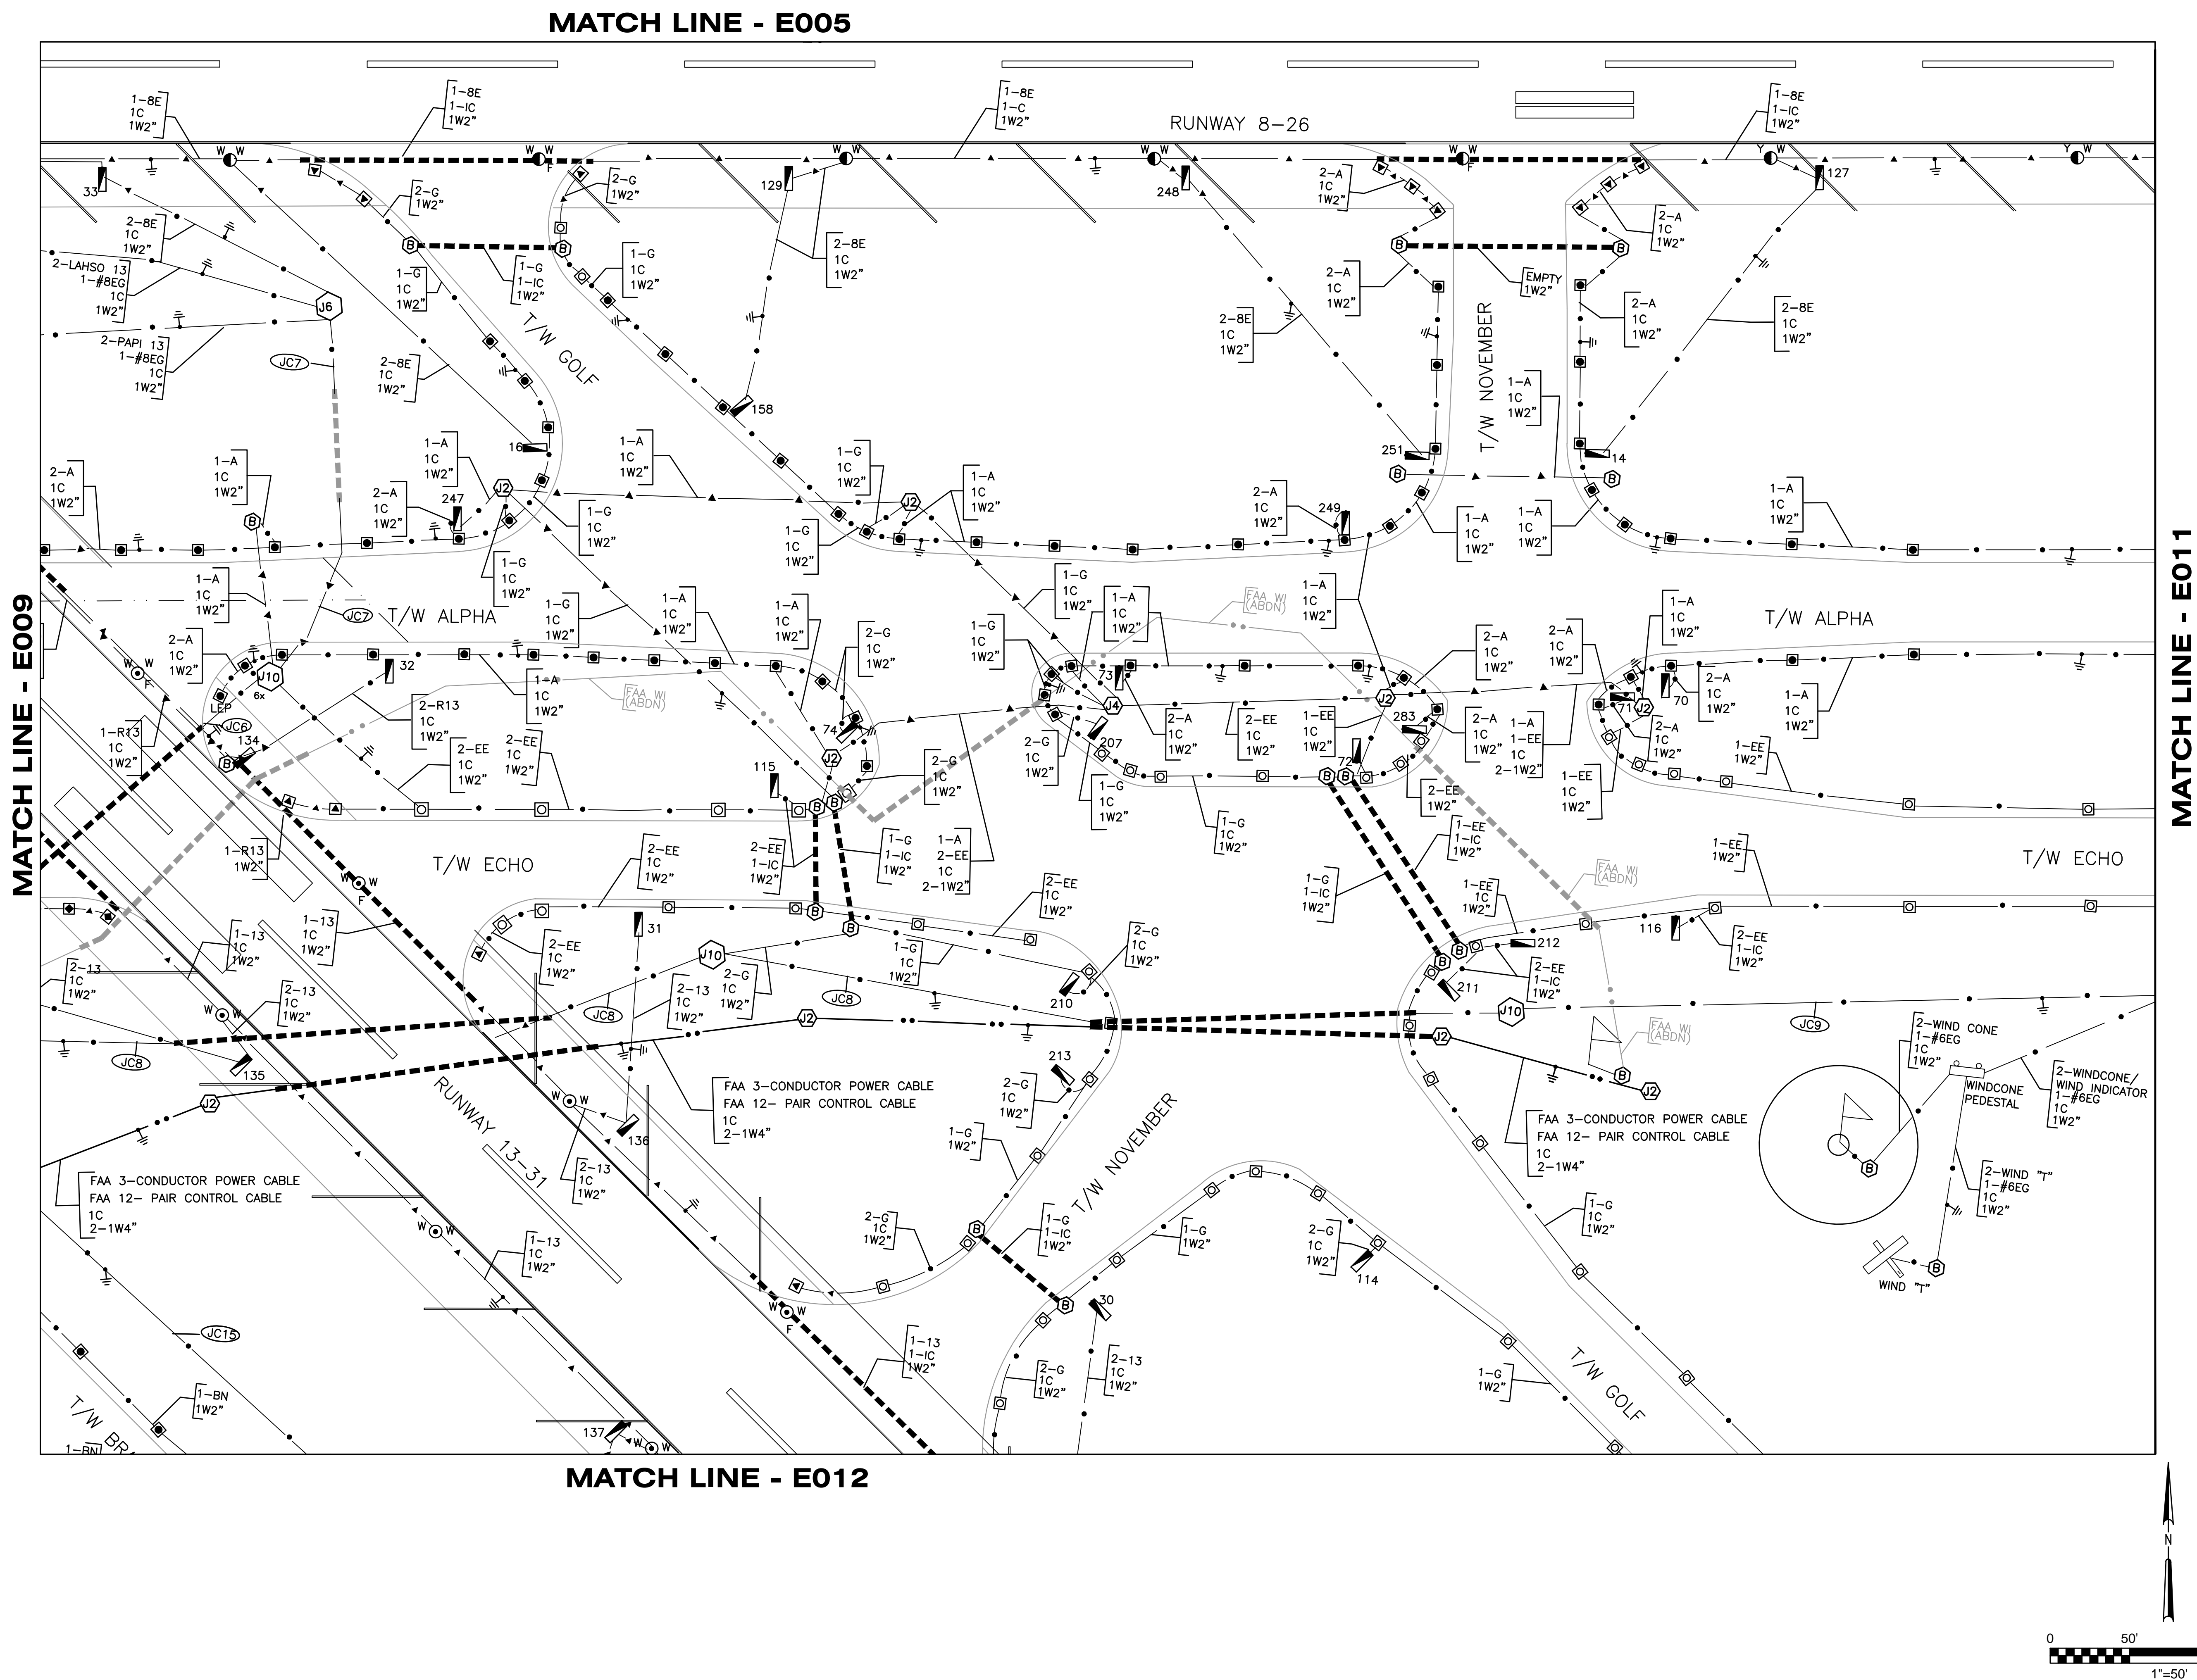 MATCH LINE - E005
1-8E
1C
1W2"
1-8E
1-IC
1W2"
1-8E
1-C
1W2"
1-8E
1-IC
1W2"
RUNWAY 8-26
W W
W W
F
W W
W W
W W
F
Y W
Y W
33
129
248
127
2-G
1W2"
2-G
1W2"
2-A
1C
1W2"
2-A
1C
1W2"
2-8E
1C
1W2"
2-LAHSO 13
1-#8EG
1C
1W2"
2-PAPI 13
1-#8EG
1C
1W2"
J6
JC7
B
B
B
B
1-G
1C
1W2"
1-G
1-IC
1W2"
1-G
1C
1W2"
2-8E
1C
1W2"
2-8E
1C
1W2"
2-A
1C
1W2"
EMPTY
1W2"
2-A
1C
1W2"
2-8E
1C
1W2"
T/W GOLF
T/W NOVEMBER
2-8E
1C
1W2"
158
16
251
14
1-A
1C
1W2"
2-A
1C
1W2"
1-A
1C
1W2"
1-A
1C
1W2"
2-A
1C
1W2"
247
J2
1-A
1C
1W2"
1-G
1C
1W2"
1-A
1C
1W2"
J2
2-A
1C
1W2"
249
B
B
B
1-G
1C
1W2"
1-G
1C
1W2"
1-A
1C
1W2"
1-A
1C
1W2"
1-A
1C
1W2"
1-G
1C
1W2"
MATCH LINE - E009
MATCH LINE - E011
1-A
1C
1W2"
JC7
T/W ALPHA
1-G
1C
1W2"
1-A
1C
1W2"
1-A
1C
1W2"
1-G
1C
1W2"
1-A
1C
1W2"
FAA WI
(ABDN)
1-A
1C
1W2"
1-A
1C
1W2"
T/W ALPHA
2-A
1C
1W2"
J10
6x
LEP
JC6
32
134
B
W W
F
1-R13
1C
1W2"
1-A
1C
1W2"
2-R13
1C
1W2"
FAA WI
(ABDN)
2-EE
1C
1W2"
2-EE
1C
1W2"
2-G
1C
1W2"
74
J2
115
B
B
2-G
1C
1W2"
1-G
1C
1W2"
73
J4
207
2-G
1C
1W2"
1-G
1C
1W2"
2-A
1C
1W2"
2-EE
1C
1W2"
1-EE
1C
1W2"
J2
283
72
B
B
2-A
1C
1W2"
2-A
1C
1W2"
2-EE
1W2"
2-A
1C
1W2"
1-A
1-EE
1C
2-1W2"
71
J2
70
2-A
1C
1W2"
2-A
1C
1W2"
1-A
1C
1W2"
1-EE
1C
1W2"
1-EE
1W2"
1-R13
1W2"
T/W ECHO
2-EE
1C
1W2"
2-EE
1-IC
1W2"
1-G
1-IC
1W2"
1-A
2-EE
1C
2-1W2"
1-G
1C
1W2"
1-EE
1-IC
1W2"
1-G
1-IC
1W2"
FAA WI
(ABDN)
1-EE
1W2"
T/W ECHO
W W
F
1-13
1C
1W2"
1-13
1C
1W2"
2-13
1C
1W2"
2-13
1C
1W2"
W W
JC8
135
J2
2-EE
1C
1W2"
31
B
B
J10
2-G
1C
1W2"
2-13
1C
1W2"
JC8
JC8
J2
1-G
1C
1W2"
2-EE
1C
1W2"
2-G
1C
1W2"
210
1-EE
1C
1W2"
B
B
212
211
2-EE
1-IC
1W2"
116
2-EE
1-IC
1W2"
J10
J2
JC9
FAA WI
(ABDN)
B
J2
2-WIND CONE
1-#6EG
1C
1W2"
WINDCONE
PEDESTAL
2-WINDCONE/
WIND INDICATOR
1-#6EG
1C
1W2"
B
2-WIND "T"
1-#6EG
1C
1W2"
B
WIND "T"
FAA 3-CONDUCTOR POWER CABLE
FAA 12- PAIR CONTROL CABLE
1C
2-1W4"
FAA 3-CONDUCTOR POWER CABLE
FAA 12- PAIR CONTROL CABLE
1C
2-1W4"
FAA 3-CONDUCTOR POWER CABLE
FAA 12- PAIR CONTROL CABLE
1C
2-1W4"
RUNWAY 13-31
W W
136
2-13
1C
1W2"
213
2-G
1C
1W2"
1-G
1W2"
T/W NOVEMBER
2-G
1C
1W2"
B
1-G
1-IC
1W2"
B
1-G
1W2"
2-G
1C
1W2"
114
1-G
1C
1W2"
W W
1-13
1C
1W2"
JC15
W W
F
1-13
1-IC
1W2"
30
2-G
1C
1W2"
2-13
1C
1W2"
1-G
1W2"
T/W GOLF
1-BN
1W2"
T/W BR
1-BN
137
W W
MATCH LINE - E012
N
0 50'
1"=50'